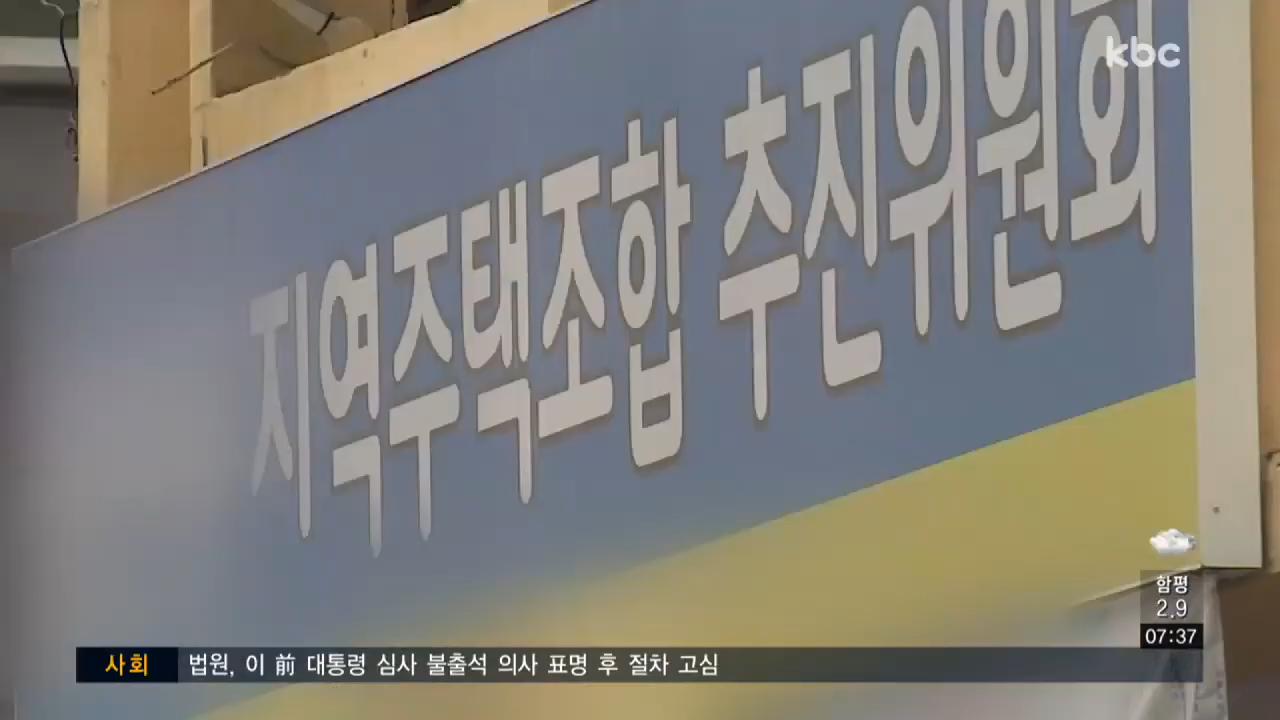 kbc
지역주택조합 추진위원회
함평
2.9
07:37
사회 법원, 이 前 대통령 심사 불출석 의사 표명 후 절차 고심